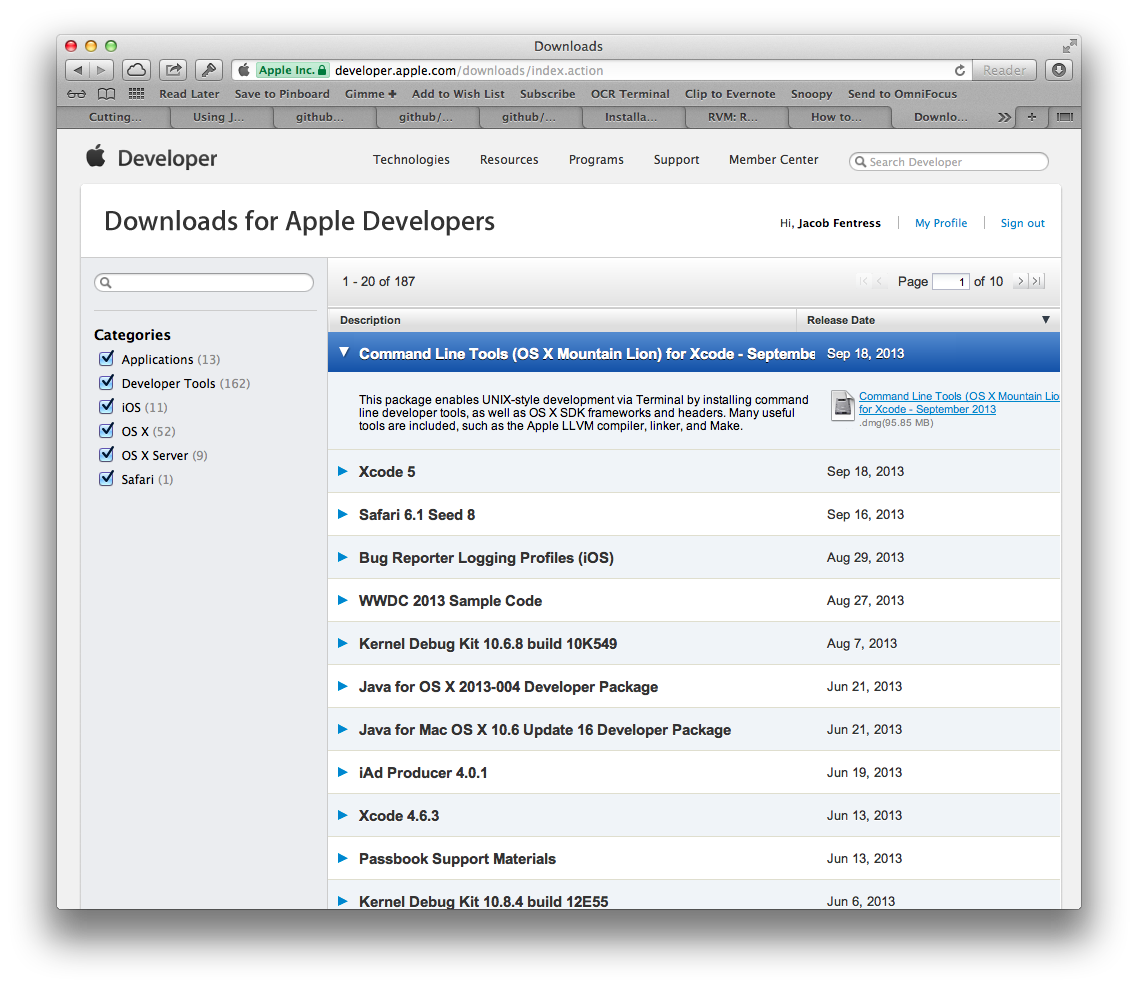 Downloads
Apple Inc. developer.apple.com/downloads/index.action Reader
Read Later Save to Pinboard Gimme ✚ Add to Wish List Subscribe OCR Terminal Clip to Evernote Snoopy Send to OmniFocus
Cutting... Using J... github... github/... github/... Installa... RVM: R... How to... Downlo... >> +
Developer Technologies Resources Programs Support Member Center Search Developer
Downloads for Apple Developers Hi, Jacob Fentress My Profile Sign out
1 - 20 of 187 Page 1 of 10
Categories
Applications (13)
Developer Tools (162)
iOS (11)
OS X (52)
OS X Server (9)
Safari (1)
Description Release Date
Command Line Tools (OS X Mountain Lion) for Xcode - Septembe Sep 18, 2013
This package enables UNIX-style development via Terminal by installing command
line developer tools, as well as OS X SDK frameworks and headers. Many useful
tools are included, such as the Apple LLVM compiler, linker, and Make.
Command Line Tools (OS X Mountain Lio
for Xcode - September 2013
.dmg(95.85 MB)
Xcode 5 Sep 18, 2013
Safari 6.1 Seed 8 Sep 16, 2013
Bug Reporter Logging Profiles (iOS) Aug 29, 2013
WWDC 2013 Sample Code Aug 27, 2013
Kernel Debug Kit 10.6.8 build 10K549 Aug 7, 2013
Java for OS X 2013-004 Developer Package Jun 21, 2013
Java for Mac OS X 10.6 Update 16 Developer Package Jun 21, 2013
iAd Producer 4.0.1 Jun 19, 2013
Xcode 4.6.3 Jun 13, 2013
Passbook Support Materials Jun 13, 2013
Kernel Debug Kit 10.8.4 build 12E55 Jun 6, 2013